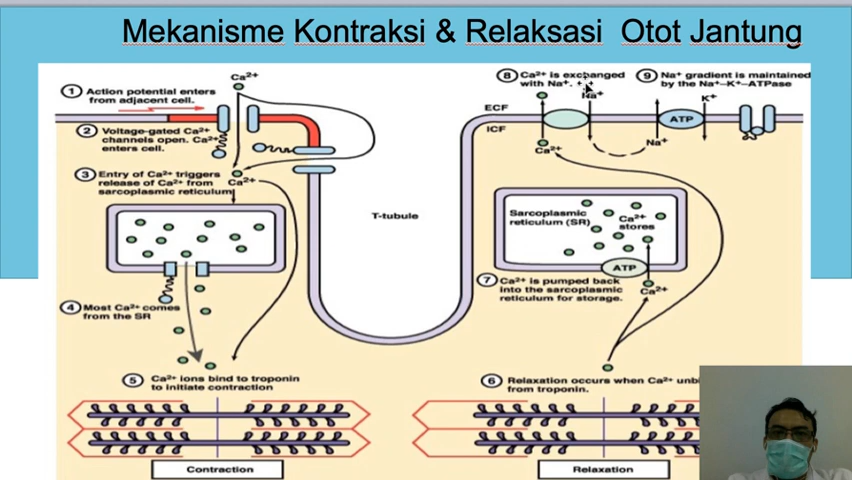 Mekanisme Kontraksi & Relaksasi Otot Jantung
Ca2+
1 Action potential enters
from adjacent cell.
2 Voltage-gated Ca2+
channels open. Ca2+
enters cell.
3 Entry of Ca2+ triggers
release of Ca2+ from
sarcoplasmic reticulum
Ca2+
4 Most Ca2+ comes
from the SR
5 Ca2+ ions bind to troponin
to initiate contraction
Contraction
T-tubule
ECF
ICF
8 Ca2+ is exchanged
with Na+.
Na+
Ca2+
9 Na+ gradient is maintained
by the Na+-K+-ATPase
K+
ATP
Na+
Sarcoplasmic
reticulum (SR)
Ca2+
stores
ATP
7 Ca2+ is pumped back
into the sarcoplasmic
reticulum for storage.
Ca2+
6 Relaxation occurs when Ca2+
from troponin.
Relaxation